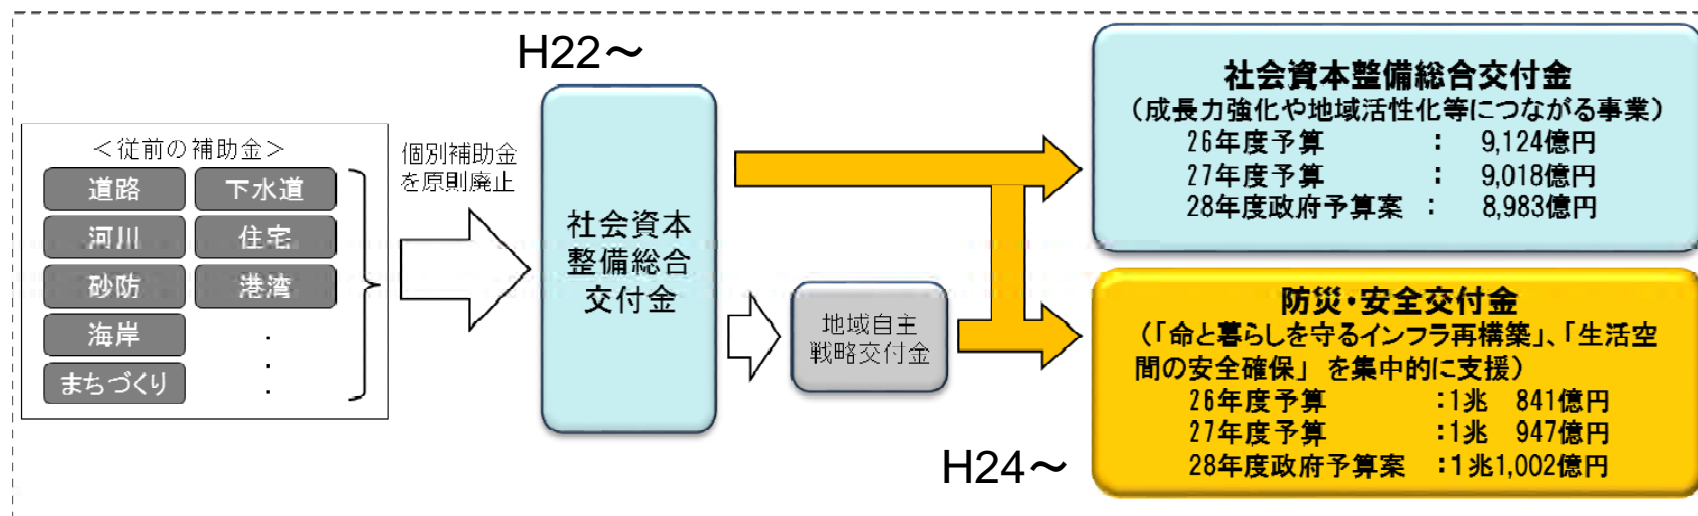 H22～
<従前の補助金>
道路 下水道
河川 住宅
砂防 港湾
海岸 ・
まちづくり ・
・
個別補助金
を原則廃止
社会資本
整備総合
交付金
地域自主
戦略交付金
社会資本整備総合交付金
（成長力強化や地域活性化等につながる事業）
26年度予算 ： 9,124億円
27年度予算 ： 9,018億円
28年度政府予算案 ： 8,983億円
H24～
防災・安全交付金
（「命と暮らしを守るインフラ再構築」、「生活空
間の安全確保」 を集中的に支援）
26年度予算 ：1兆 841億円
27年度予算 ：1兆 947億円
28年度政府予算案 ：1兆1,002億円